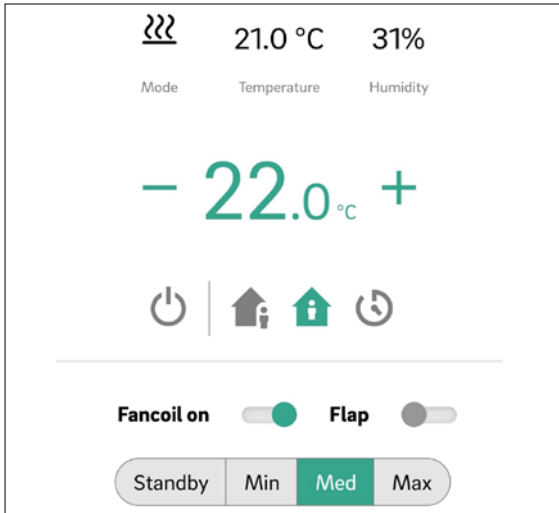 21.0 °C 31%
Mode Temperature Humidity
− 22.0 °C +
Fancoil on Flap
Standby Min Med Max